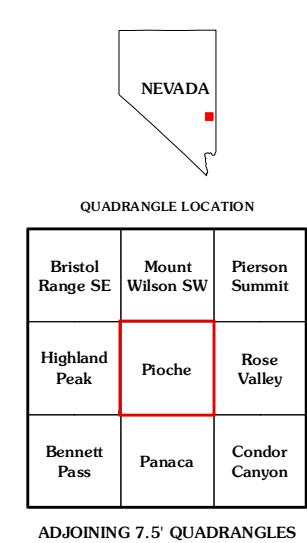 NEVADA
QUADRANGLE LOCATION
Bristol
Range SE
Mount
Wilson SW
Pierson
Summit
Highland
Peak
Pioche
Rose
Valley
Bennett
Pass
Panaca
Condor
Canyon
ADJOINING 7.5' QUADRANGLES